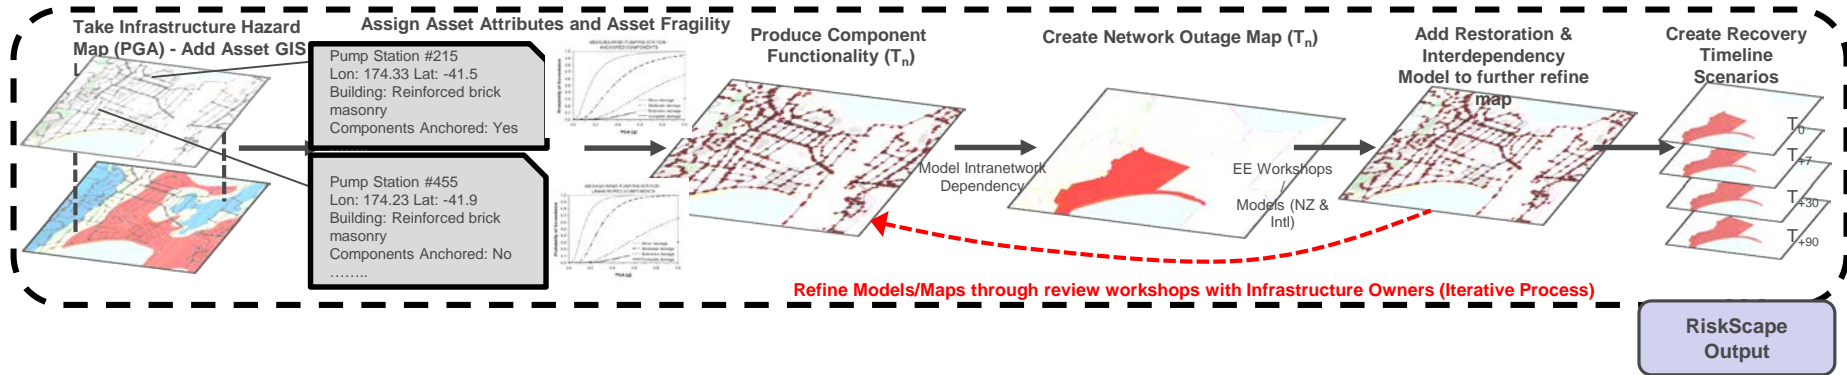 Take Infrastructure Hazard
Map (PGA) - Add Asset GIS
Assign Asset Attributes and Asset Fragility
Pump Station #215
Lon: 174.33 Lat: -41.5
Building: Reinforced brick
masonry
Components Anchored: Yes
........
Pump Station #455
Lon: 174.23 Lat: -41.9
Building: Reinforced brick
masonry
Components Anchored: No
........
PGA (g)
PGA (g)
Produce Component
Functionality (Tn)
Model Intranetwork
Dependency
Create Network Outage Map (Tn)
EE Workshops
/
Models (NZ &
Intl)
Add Restoration &
Interdependency
Model to further refine
map
Create Recovery
Timeline
Scenarios
T0
T+7
T+30
T+90
Refine Models/Maps through review workshops with Infrastructure Owners (Iterative Process)
RiskScape
Output